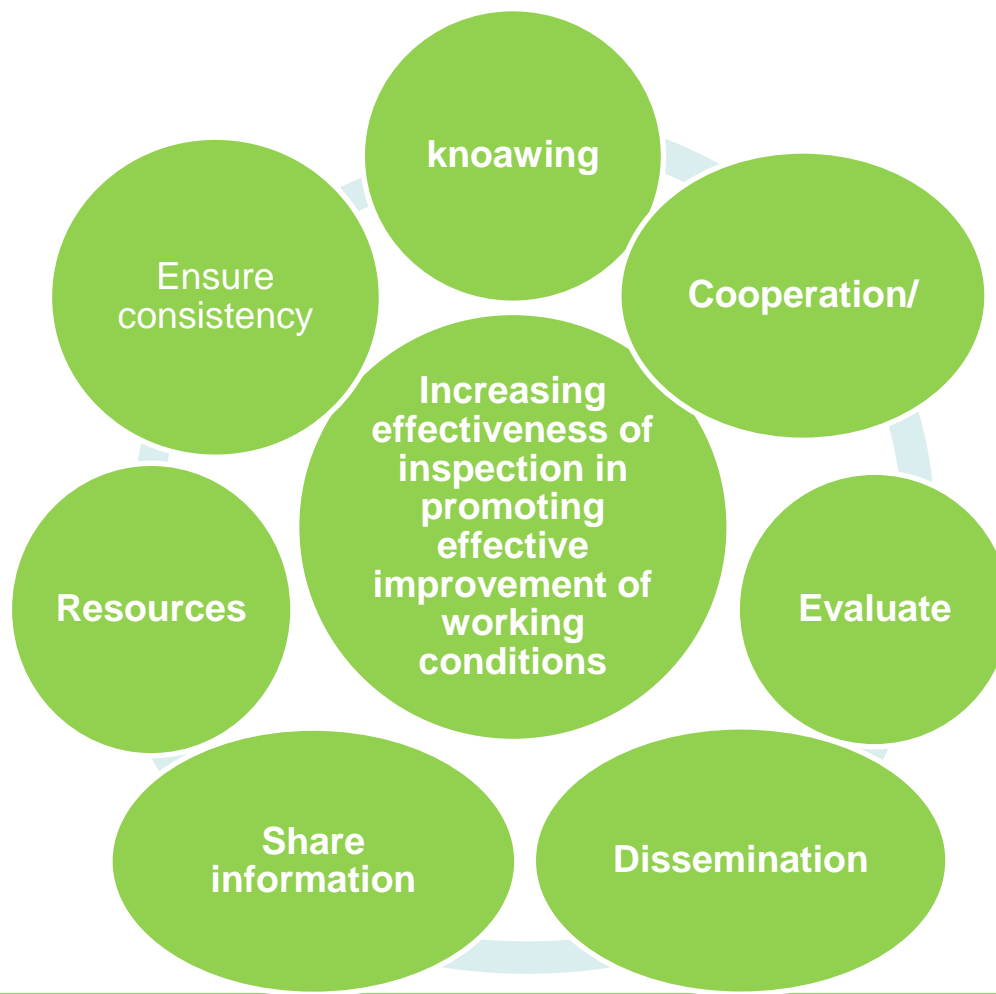 knoawing
Cooperation/
Evaluate
Dissemination
Share
information
Resources
Ensure
consistency
Increasing
effectiveness of
inspection in
promoting
effective
improvement of
working
conditions